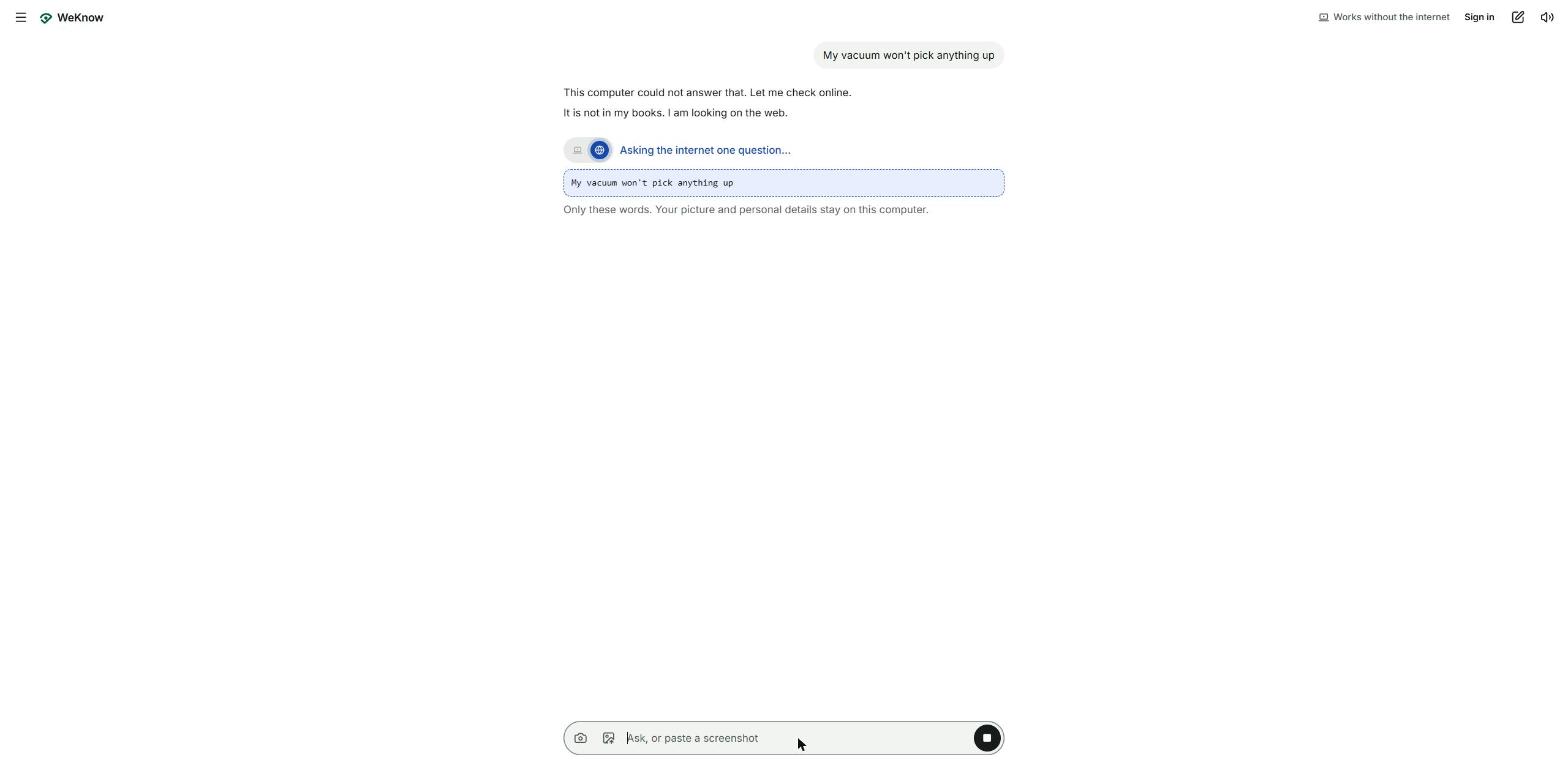 WeKnow
Works without the internet
Sign in
My vacuum won't pick anything up
This computer could not answer that. Let me check online.
It is not in my books. I am looking on the web.
Asking the internet one question...
My vacuum won't pick anything up
Only these words. Your picture and personal details stay on this computer.
Ask, or paste a screenshot